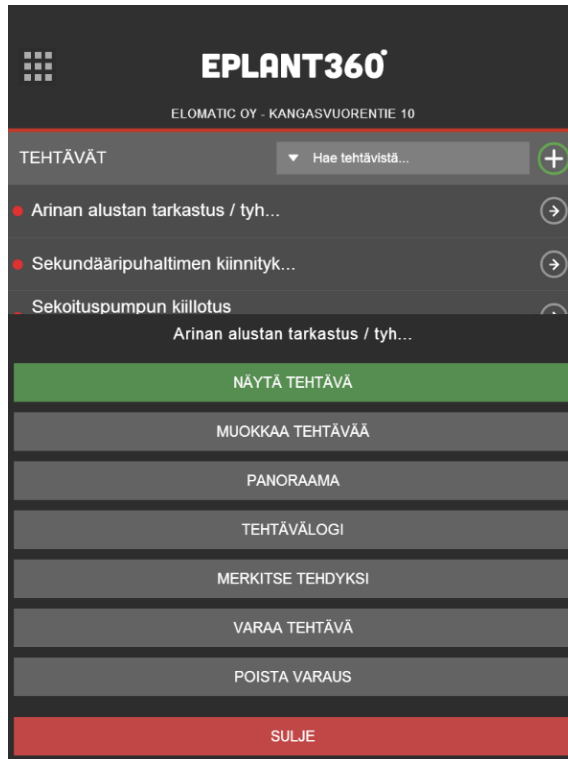 EPLANT360°
ELOMATIC OY - KANGASVUORENTIE 10
TEHTÄVÄT
Hae tehtävistä...
Arinan alustan tarkastus / tyh...
Sekundääripuhaltimen kiinnityk...
Sekoituspumpun kiillotus
Arinan alustan tarkastus / tyh...
NÄYTÄ TEHTÄVÄ
MUOKKAA TEHTÄVÄÄ
PANORAAMA
TEHTÄVÄLOGI
MERKITSE TEHDYKSI
VARAA TEHTÄVÄ
POISTA VARAUS
SULJE